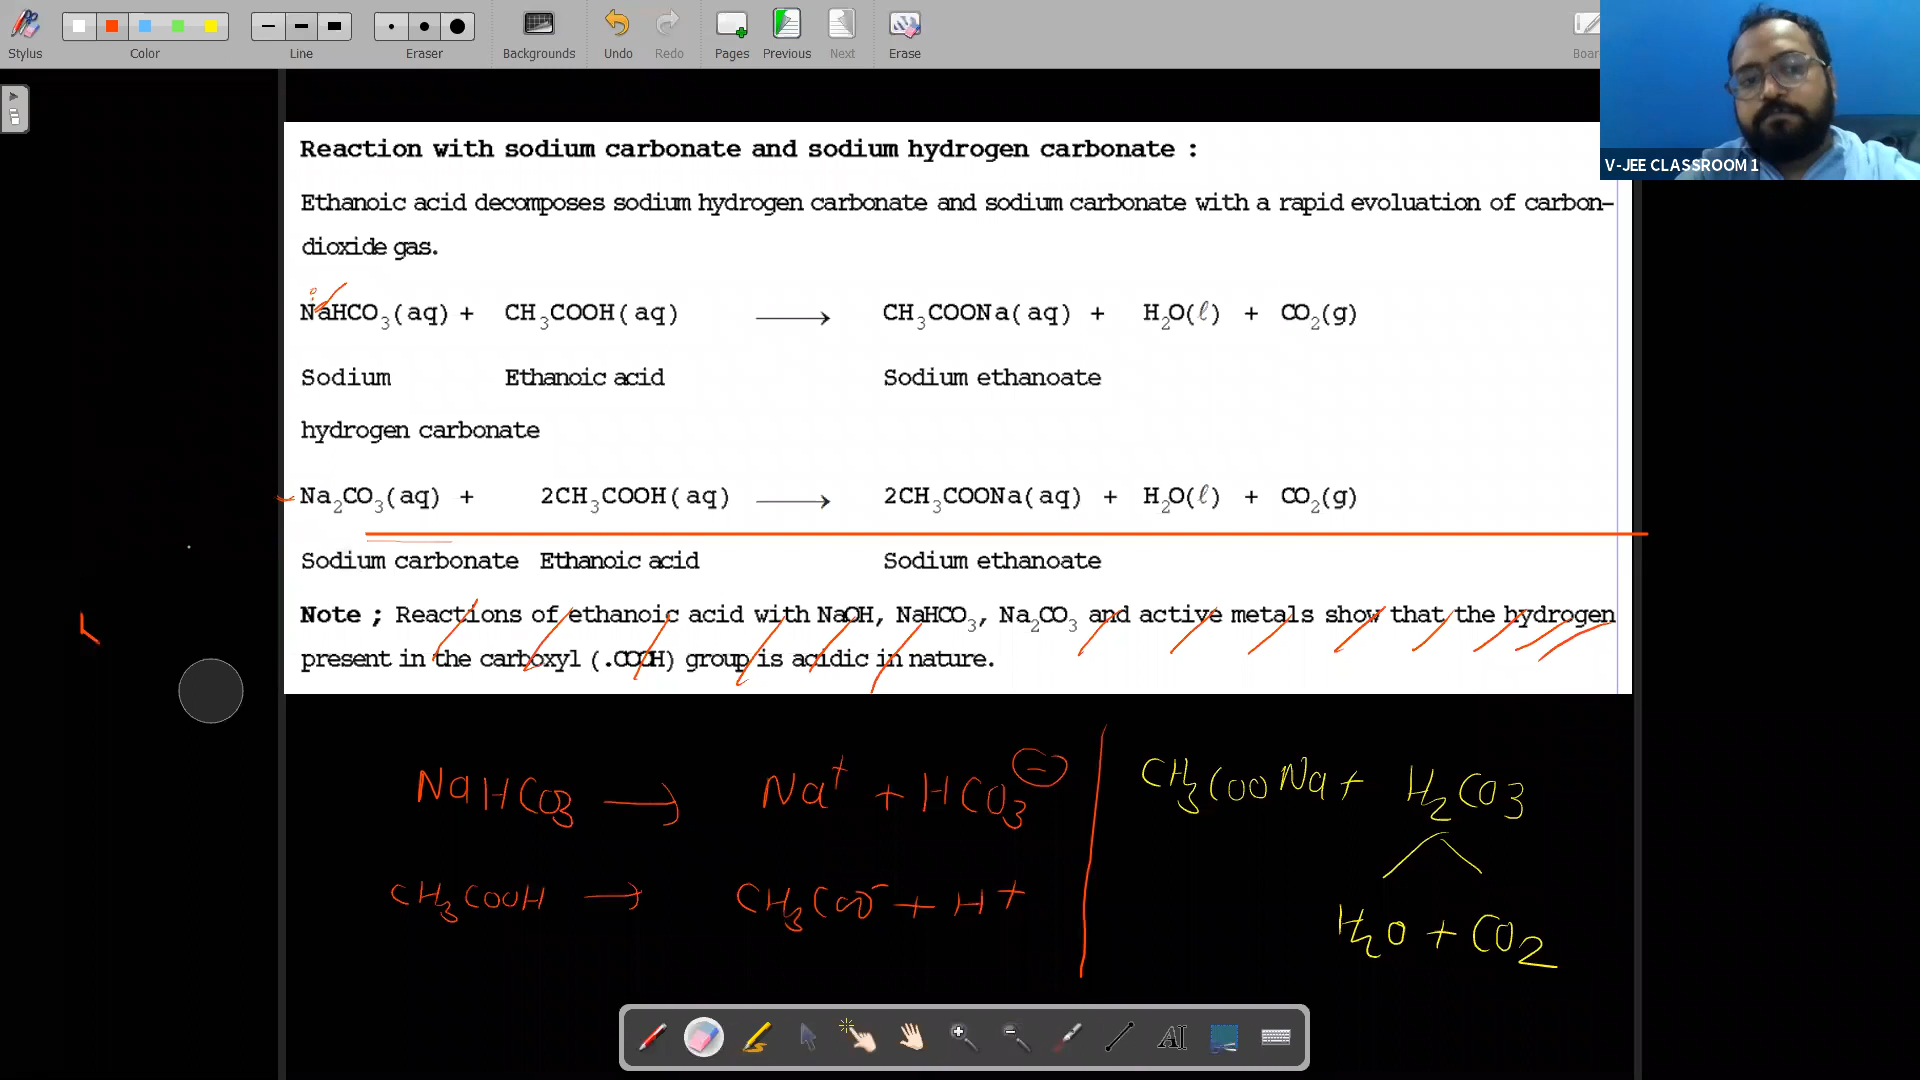 Stylus Color Line Eraser Backgrounds Undo Redo Pages Previous Next Erase Boar
V-JEE CLASSROOM 1
Reaction with sodium carbonate and sodium hydrogen carbonate :
Ethanoic acid decomposes sodium hydrogen carbonate and sodium carbonate with a rapid evoluation of carbon-
dioxide gas.
NaHCO₃(aq) + CH₃COOH(aq) ⟶ CH₃COONa(aq) + H₂O(ℓ) + CO₂(g)
Sodium Ethanoic acid Sodium ethanoate
hydrogen carbonate
Na₂CO₃(aq) + 2CH₃COOH(aq) ⟶ 2CH₃COONa(aq) + H₂O(ℓ) + CO₂(g)
Sodium carbonate Ethanoic acid Sodium ethanoate
Note ; Reactions of ethanoic acid with NaOH, NaHCO₃, Na₂CO₃ and active metals show that the hydrogen
present in the carboxyl (.COOH) group is acidic in nature.
NaHCO₃ → Na⁺ + HCO₃⁻
CH₃COOH → CH₃COO⁻ + H⁺
CH₃COONa + H₂CO₃
H₂O + CO₂